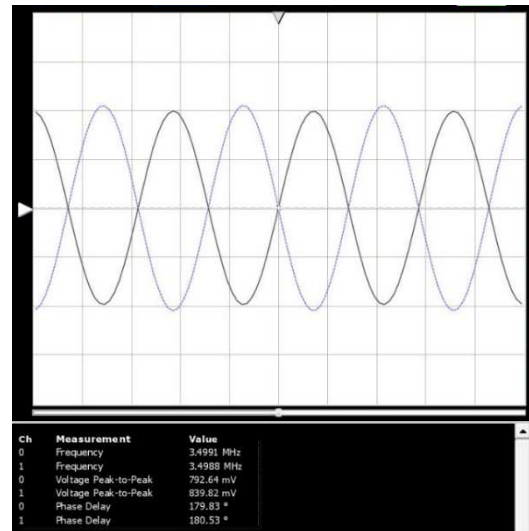 Ch Measurement Value
0 Frequency 3.4991 MHz
1 Frequency 3.4988 MHz
0 Voltage Peak-to-Peak 792.64 mV
1 Voltage Peak-to-Peak 839.82 mV
0 Phase Delay 179.83 °
1 Phase Delay 180.53 °